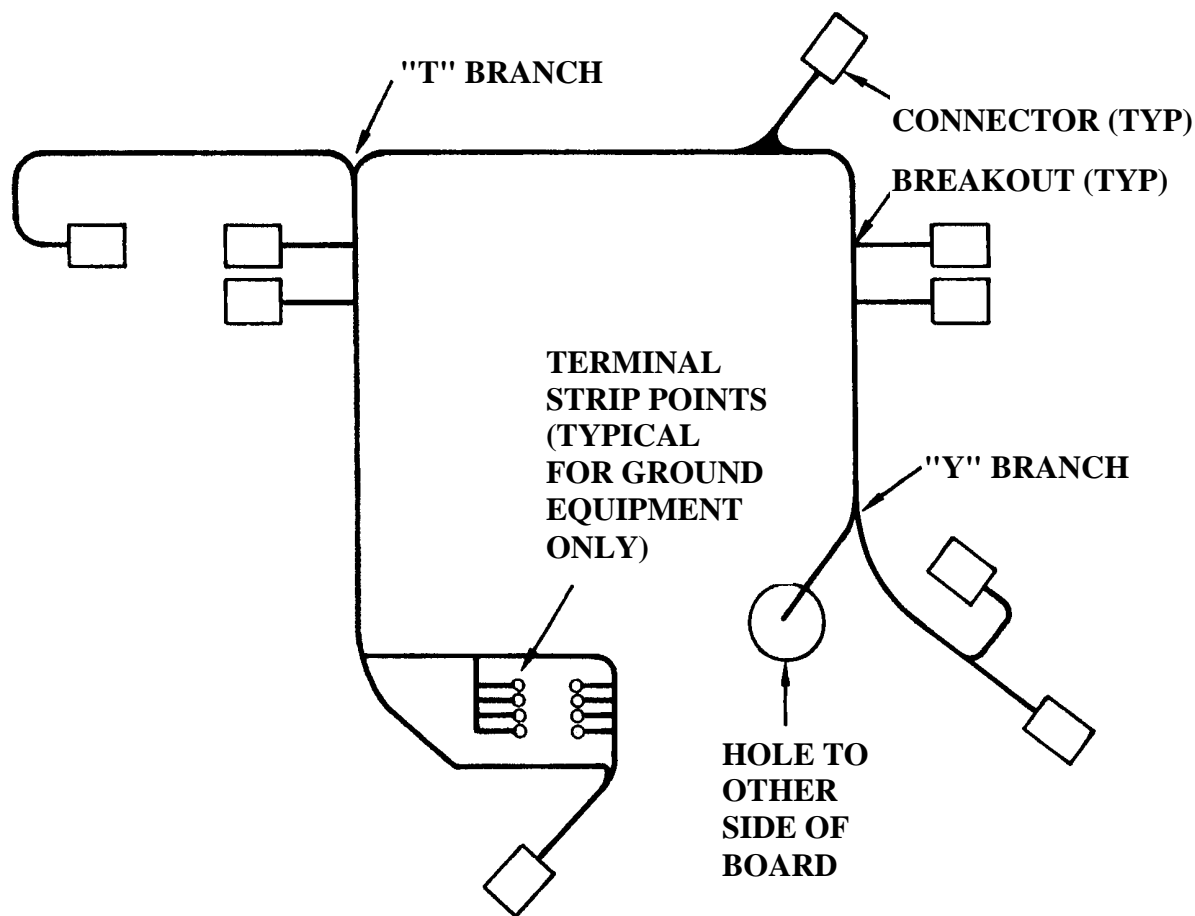 "T" BRANCH
CONNECTOR (TYP)
BREAKOUT (TYP)
TERMINAL
STRIP POINTS
(TYPICAL
FOR GROUND
EQUIPMENT
ONLY)
"Y" BRANCH
HOLE TO
OTHER
SIDE OF
BOARD